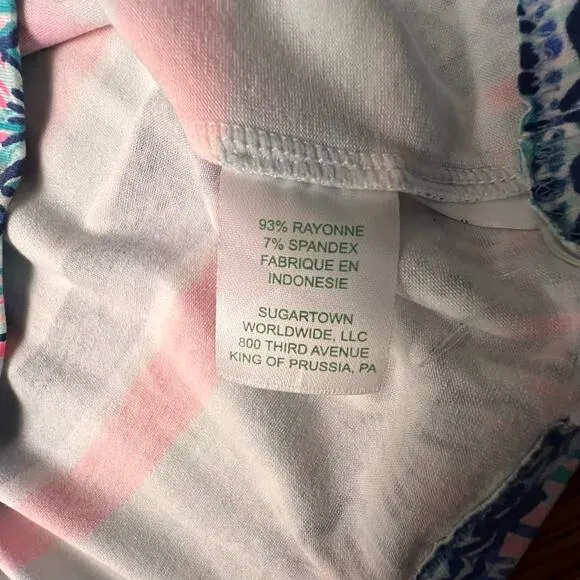 93% RAYONNE
7% SPANDEX
FABRIQUE EN
INDONESIE
SUGARTOWN
WORLDWIDE, LLC
800 THIRD AVENUE
KING OF PRUSSIA, PA